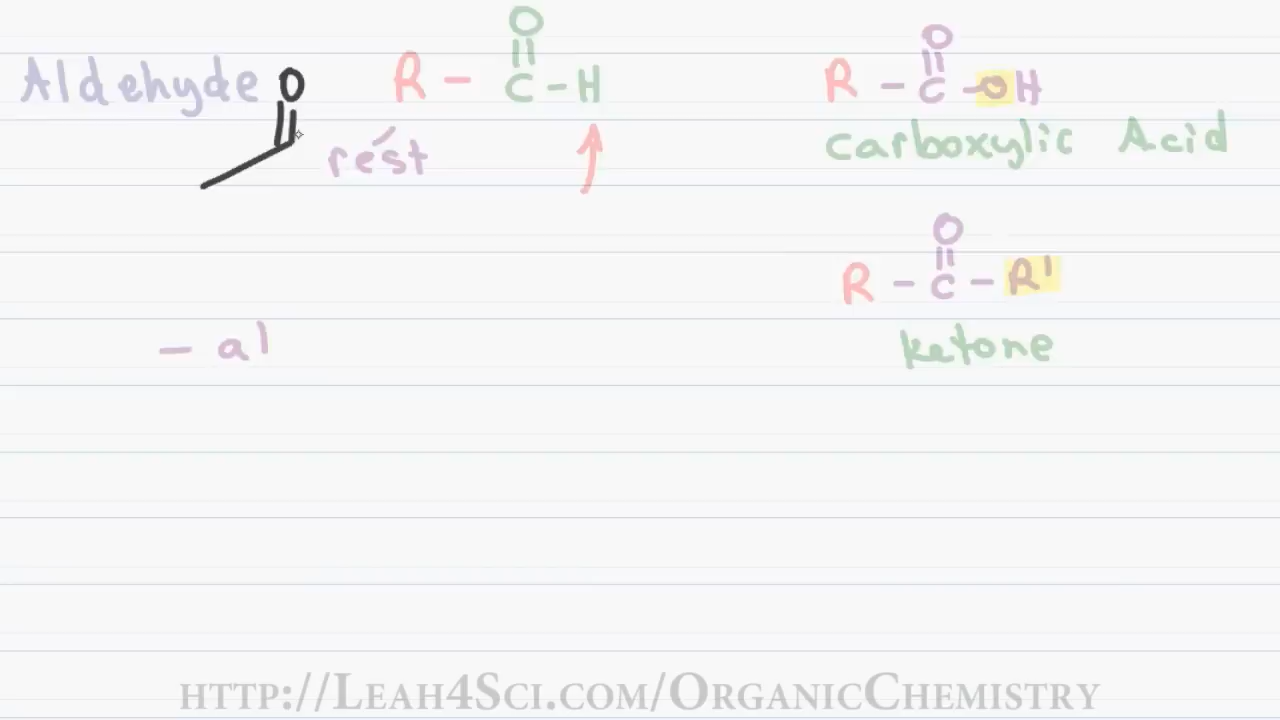 Aldehyde
O
R - C - H
O
rest
- al
O
R - C - OH
carboxylic Acid
O
R - C - R'
ketone
O
http://Leah4Sci.com/OrganicChemistry